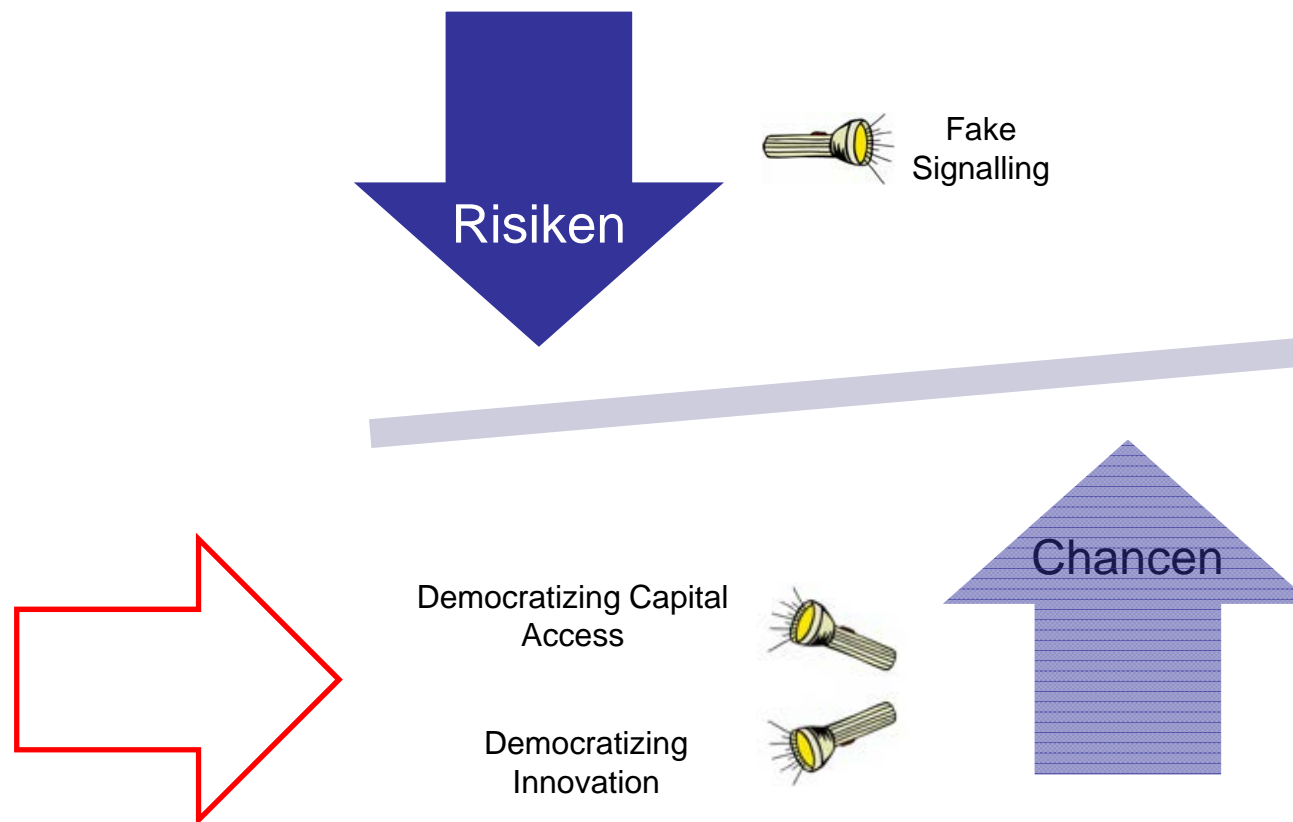 Fake
Signalling
Risiken
Chancen
Democratizing Capital
Access
Democratizing
Innovation